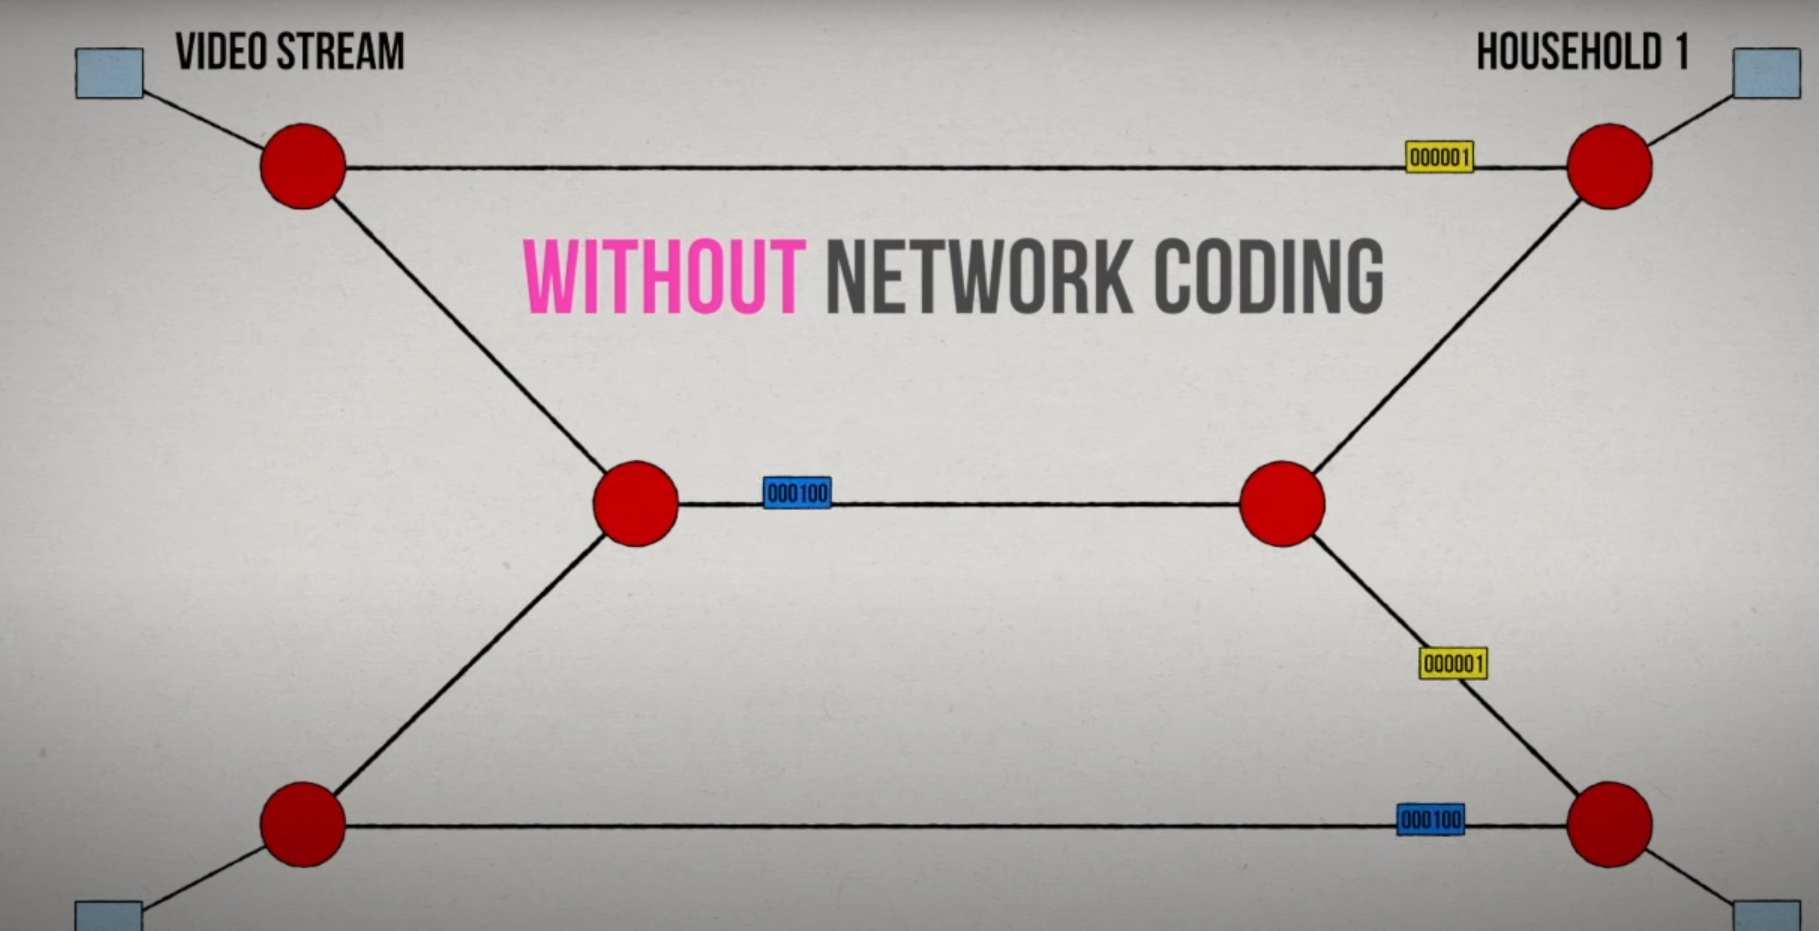 VIDEO STREAM
HOUSEHOLD 1
000001
WITHOUT NETWORK CODING
000100
000001
000100